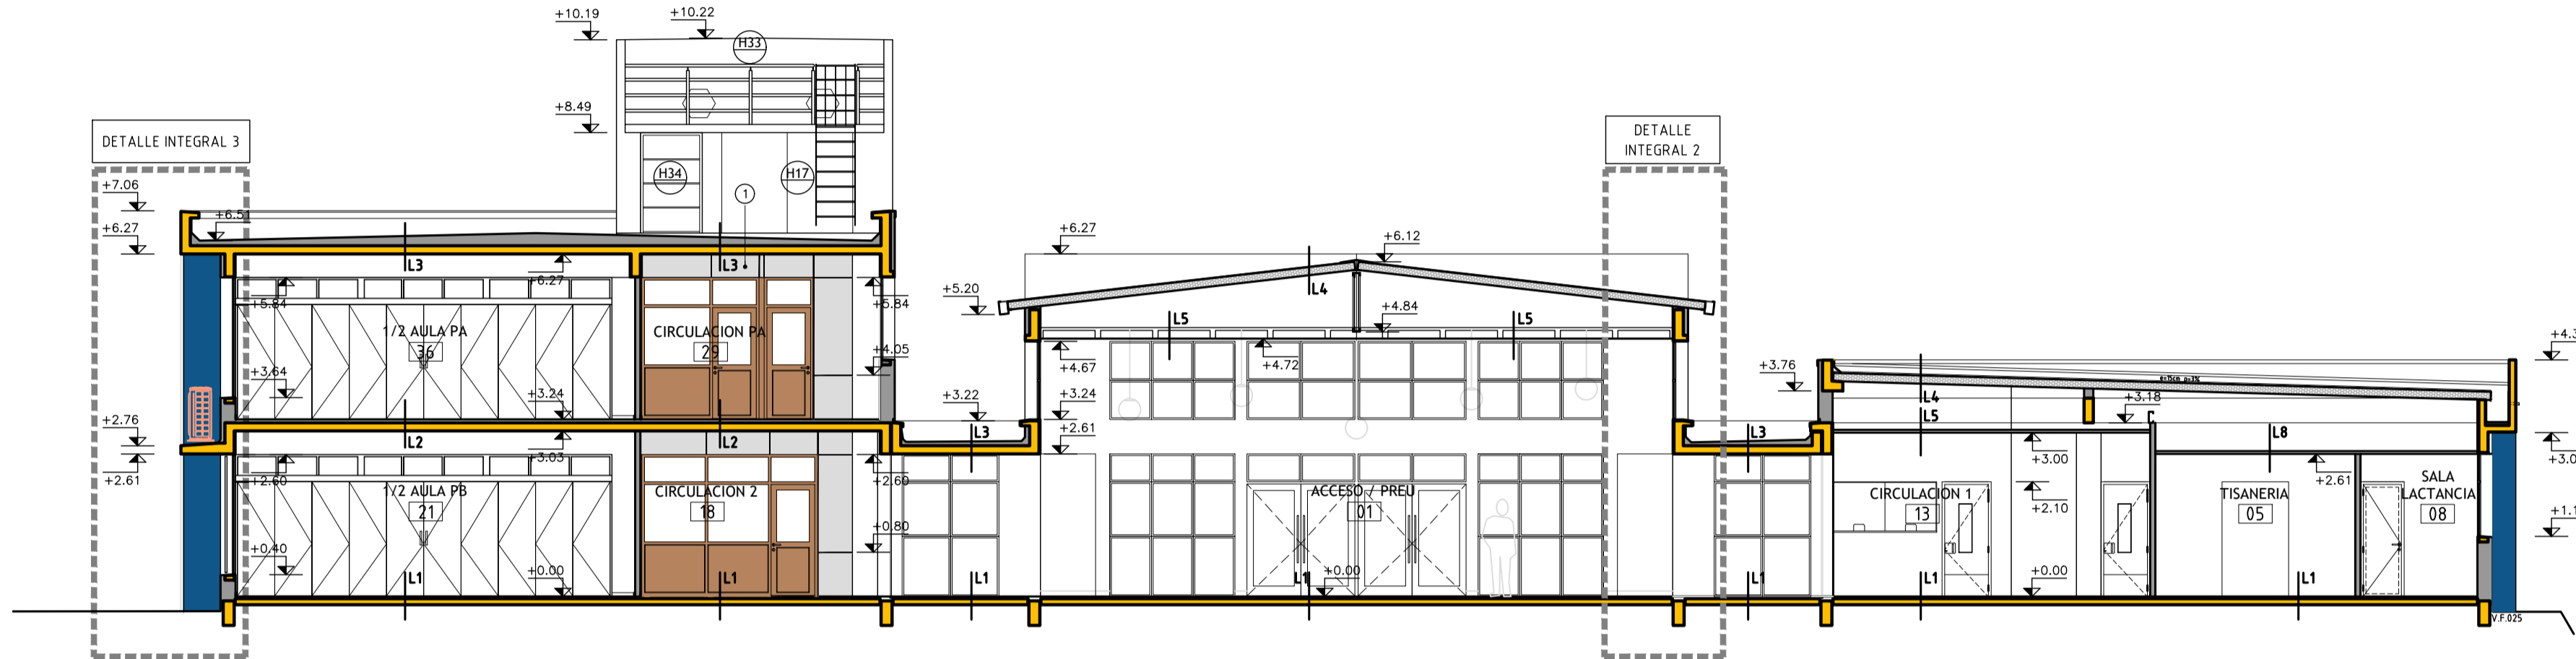 +10.19
+10.22
H33
+8.49
DETALLE INTEGRAL 3
DETALLE
INTEGRAL 2
H34
H17
1
+7.06
+6.51
+6.27
+6.27
+6.12
L3
L3
+6.27
+5.84
+5.84
+5.20
L4
+4.84
L5
L5
1/2 AULA PA
36
CIRCULACION PA
29
+4.05
+4.67
+4.72
+3.76
+3.64
+3.24
+3.22
+3.24
e=15cm p=3%
L4
L5
+3.18
+2.76
L2
L2
L3
+2.61
L3
L8
+2.61
+3.03
+2.60
+2.60
+3.00
+2.61
1/2 AULA PB
21
CIRCULACION 2
18
ACCESO / PREU
01
CIRCULACION 1
13
+2.10
TISANERIA
05
SALA
LACTANCIA
08
+0.80
+0.40
+0.00
+0.00
+0.00
L1
L1
L1
L1
L1
L1
L1
V.F.025